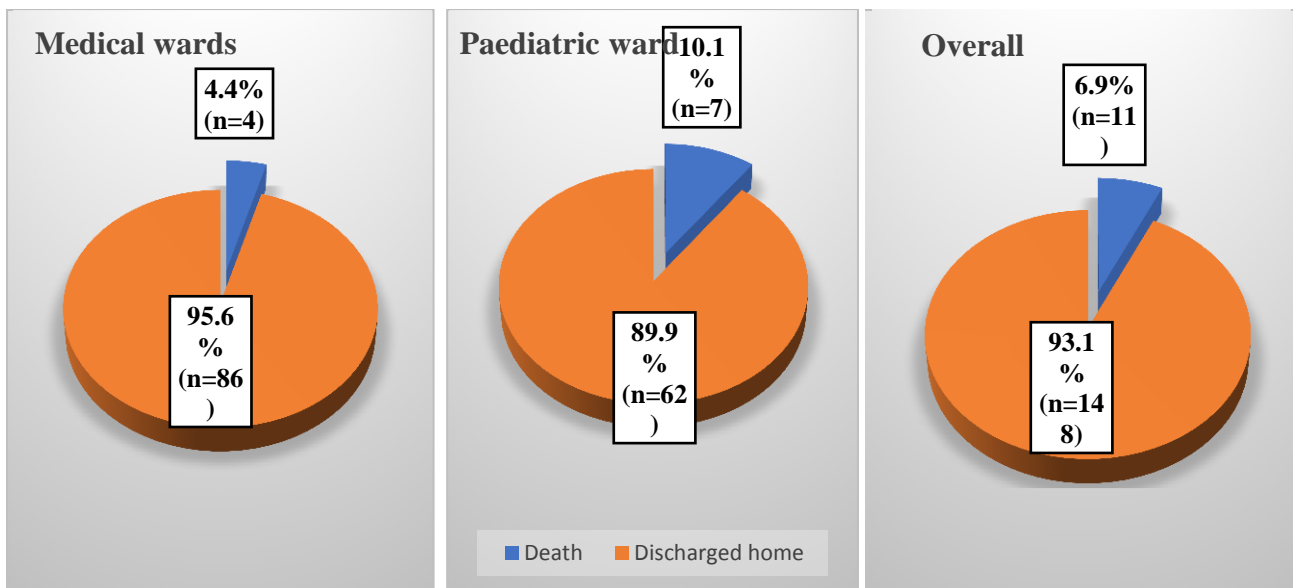 Medical wards
4.4%
(n=4)
95.6
%
(n=86
)
Paediatric ward
10.1
%
(n=7)
89.9
%
(n=62
)
Death
Discharged home
Overall
6.9%
(n=11
)
93.1
%
(n=14
8)